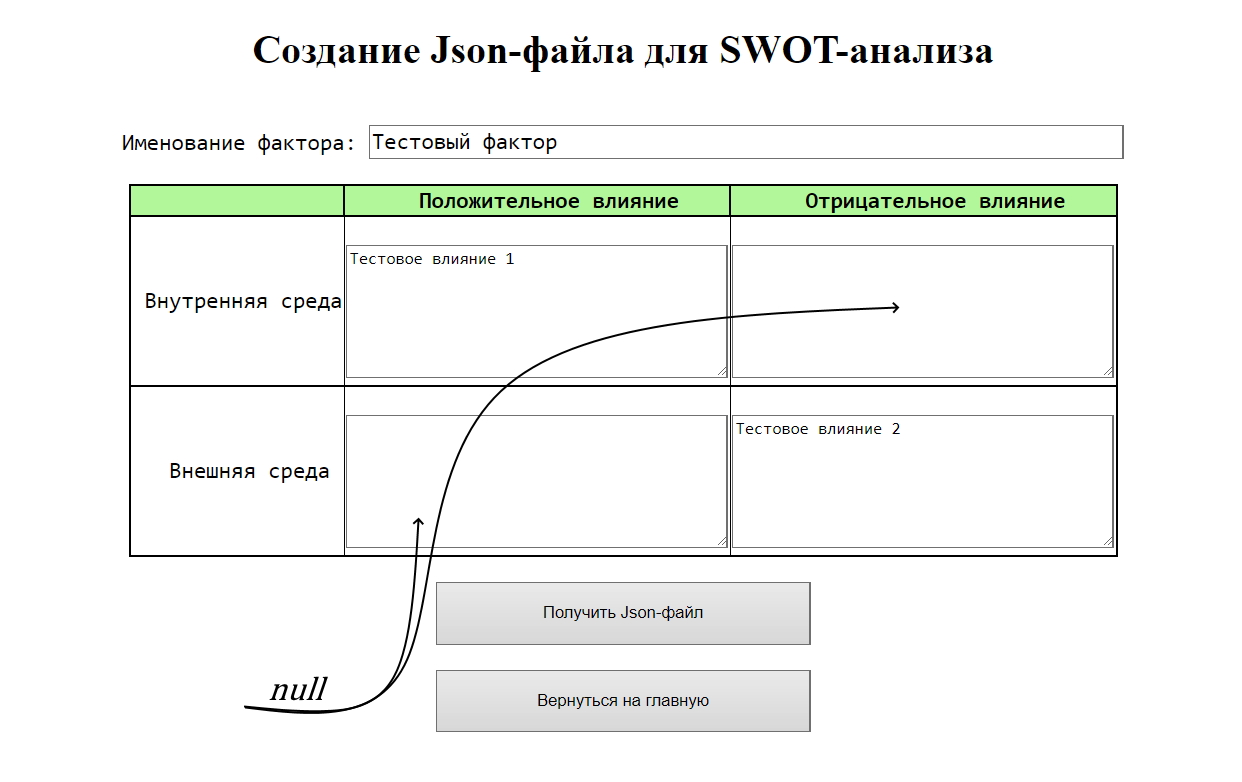 Создание Json-файла для SWOT-анализа
Именование фактора: Тестовый фактор
Положительное влияние Отрицательное влияние
Внутренняя среда Тестовое влияние 1
Внешняя среда Тестовое влияние 2
Получить Json-файл
null
Вернуться на главную